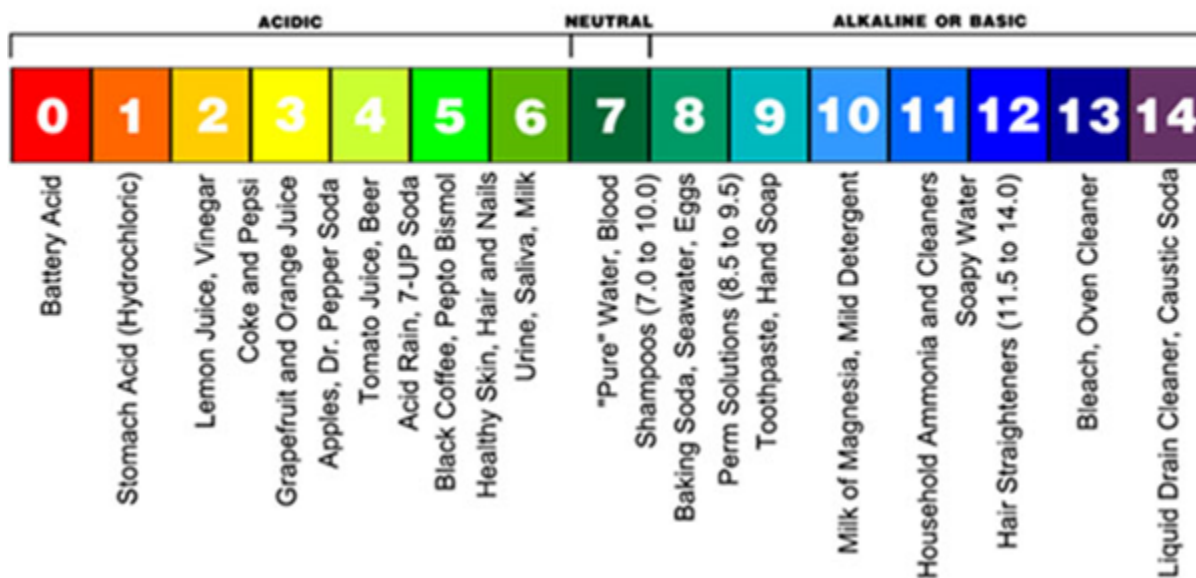 ACIDIC
NEUTRAL
ALKALINE OR BASIC
0
1
2
3
4
5
6
7
8
9
10
11
12
13
14
Battery Acid
Stomach Acid (Hydrochloric)
Lemon Juice, Vinegar
Coke and Pepsi
Grapefruit and Orange Juice
Apples, Dr. Pepper Soda
Tomato Juice, Beer
Acid Rain, 7-UP Soda
Black Coffee, Pepto Bismol
Healthy Skin, Hair and Nails
Urine, Saliva, Milk
"Pure" Water, Blood
Shampoos (7.0 to 10.0)
Baking Soda, Seawater, Eggs
Perm Solutions (8.5 to 9.5)
Toothpaste, Hand Soap
Milk of Magnesia, Mild Detergent
Household Ammonia and Cleaners
Soapy Water
Hair Straighteners (11.5 to 14.0)
Bleach, Oven Cleaner
Liquid Drain Cleaner, Caustic Soda